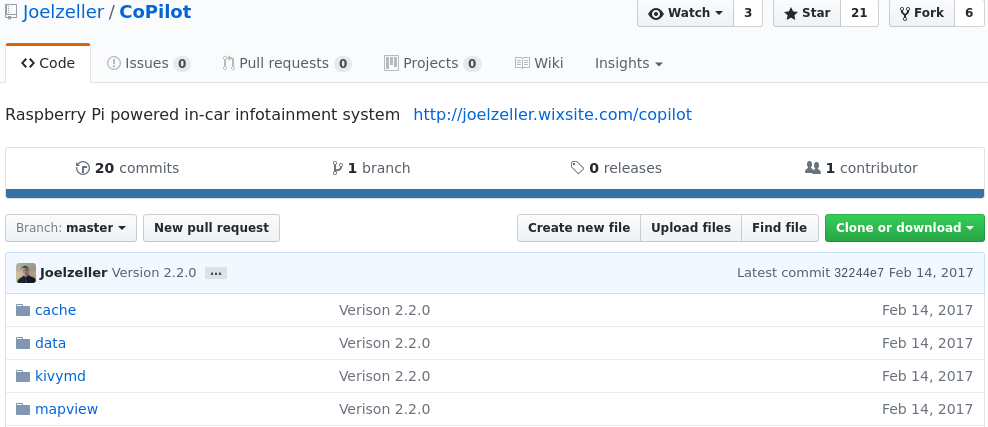 Joelzeller / CoPilot Watch 3 Star 21 Fork 6
Code Issues 0 Pull requests 0 Projects 0 Wiki Insights
Raspberry Pi powered in-car infotainment system http://joelzeller.wixsite.com/copilot
20 commits 1 branch 0 releases 1 contributor
Branch: master New pull request Create new file Upload files Find file Clone or download
Joelzeller Version 2.2.0 ... Latest commit 32244e7 Feb 14, 2017
cache Verison 2.2.0 Feb 14, 2017
data Verison 2.2.0 Feb 14, 2017
kivymd Verison 2.2.0 Feb 14, 2017
mapview Verison 2.2.0 Feb 14, 2017